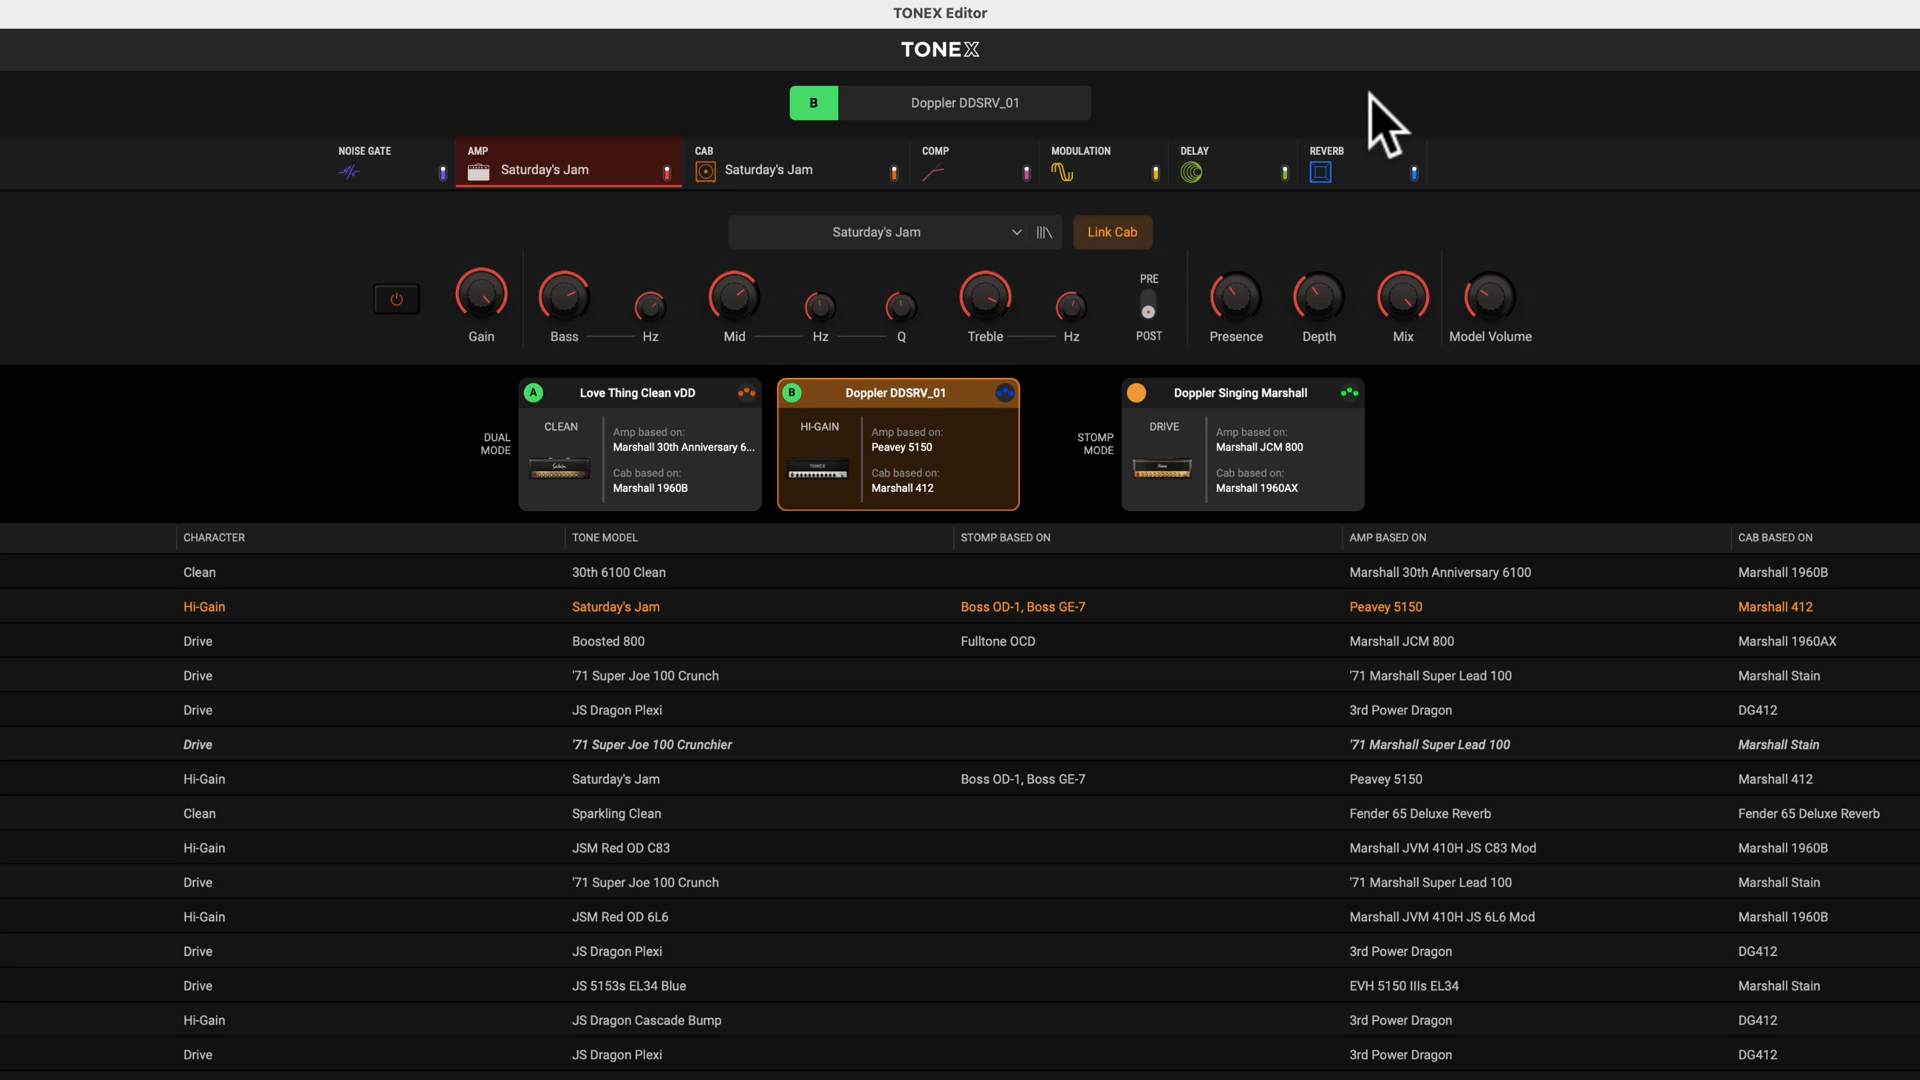 TONEX Editor
TONEX
B Doppler DDSRV_01
NOISE GATE
AMP
Saturday's Jam
CAB
Saturday's Jam
COMP
MODULATION
DELAY
REVERB
Saturday's Jam
Link Cab
Gain
Bass
Hz
Mid
Hz
Q
Treble
Hz
PRE
POST
Presence
Depth
Mix
Model Volume
DUAL
MODE
A Love Thing Clean vDD
CLEAN
Amp based on:
Marshall 30th Anniversary 6...
Cab based on:
Marshall 1960B
B Doppler DDSRV_01
HI-GAIN
Amp based on:
Peavey 5150
Cab based on:
Marshall 412
STOMP
MODE
Doppler Singing Marshall
DRIVE
Amp based on:
Marshall JCM 800
Cab based on:
Marshall 1960AX
CHARACTER TONE MODEL STOMP BASED ON AMP BASED ON CAB BASED ON
Clean 30th 6100 Clean Marshall 30th Anniversary 6100 Marshall 1960B
Hi-Gain Saturday's Jam Boss OD-1, Boss GE-7 Peavey 5150 Marshall 412
Drive Boosted 800 Fulltone OCD Marshall JCM 800 Marshall 1960AX
Drive '71 Super Joe 100 Crunch '71 Marshall Super Lead 100 Marshall Stain
Drive JS Dragon Plexi 3rd Power Dragon DG412
Drive '71 Super Joe 100 Crunchier '71 Marshall Super Lead 100 Marshall Stain
Hi-Gain Saturday's Jam Boss OD-1, Boss GE-7 Peavey 5150 Marshall 412
Clean Sparkling Clean Fender 65 Deluxe Reverb Fender 65 Deluxe Reverb
Hi-Gain JSM Red OD C83 Marshall JVM 410H JS C83 Mod Marshall 1960B
Drive '71 Super Joe 100 Crunch '71 Marshall Super Lead 100 Marshall Stain
Hi-Gain JSM Red OD 6L6 Marshall JVM 410H JS 6L6 Mod Marshall 1960B
Drive JS Dragon Plexi 3rd Power Dragon DG412
Drive JS 5153s EL34 Blue EVH 5150 IIIs EL34 Marshall Stain
Hi-Gain JS Dragon Cascade Bump 3rd Power Dragon DG412
Drive JS Dragon Plexi 3rd Power Dragon DG412